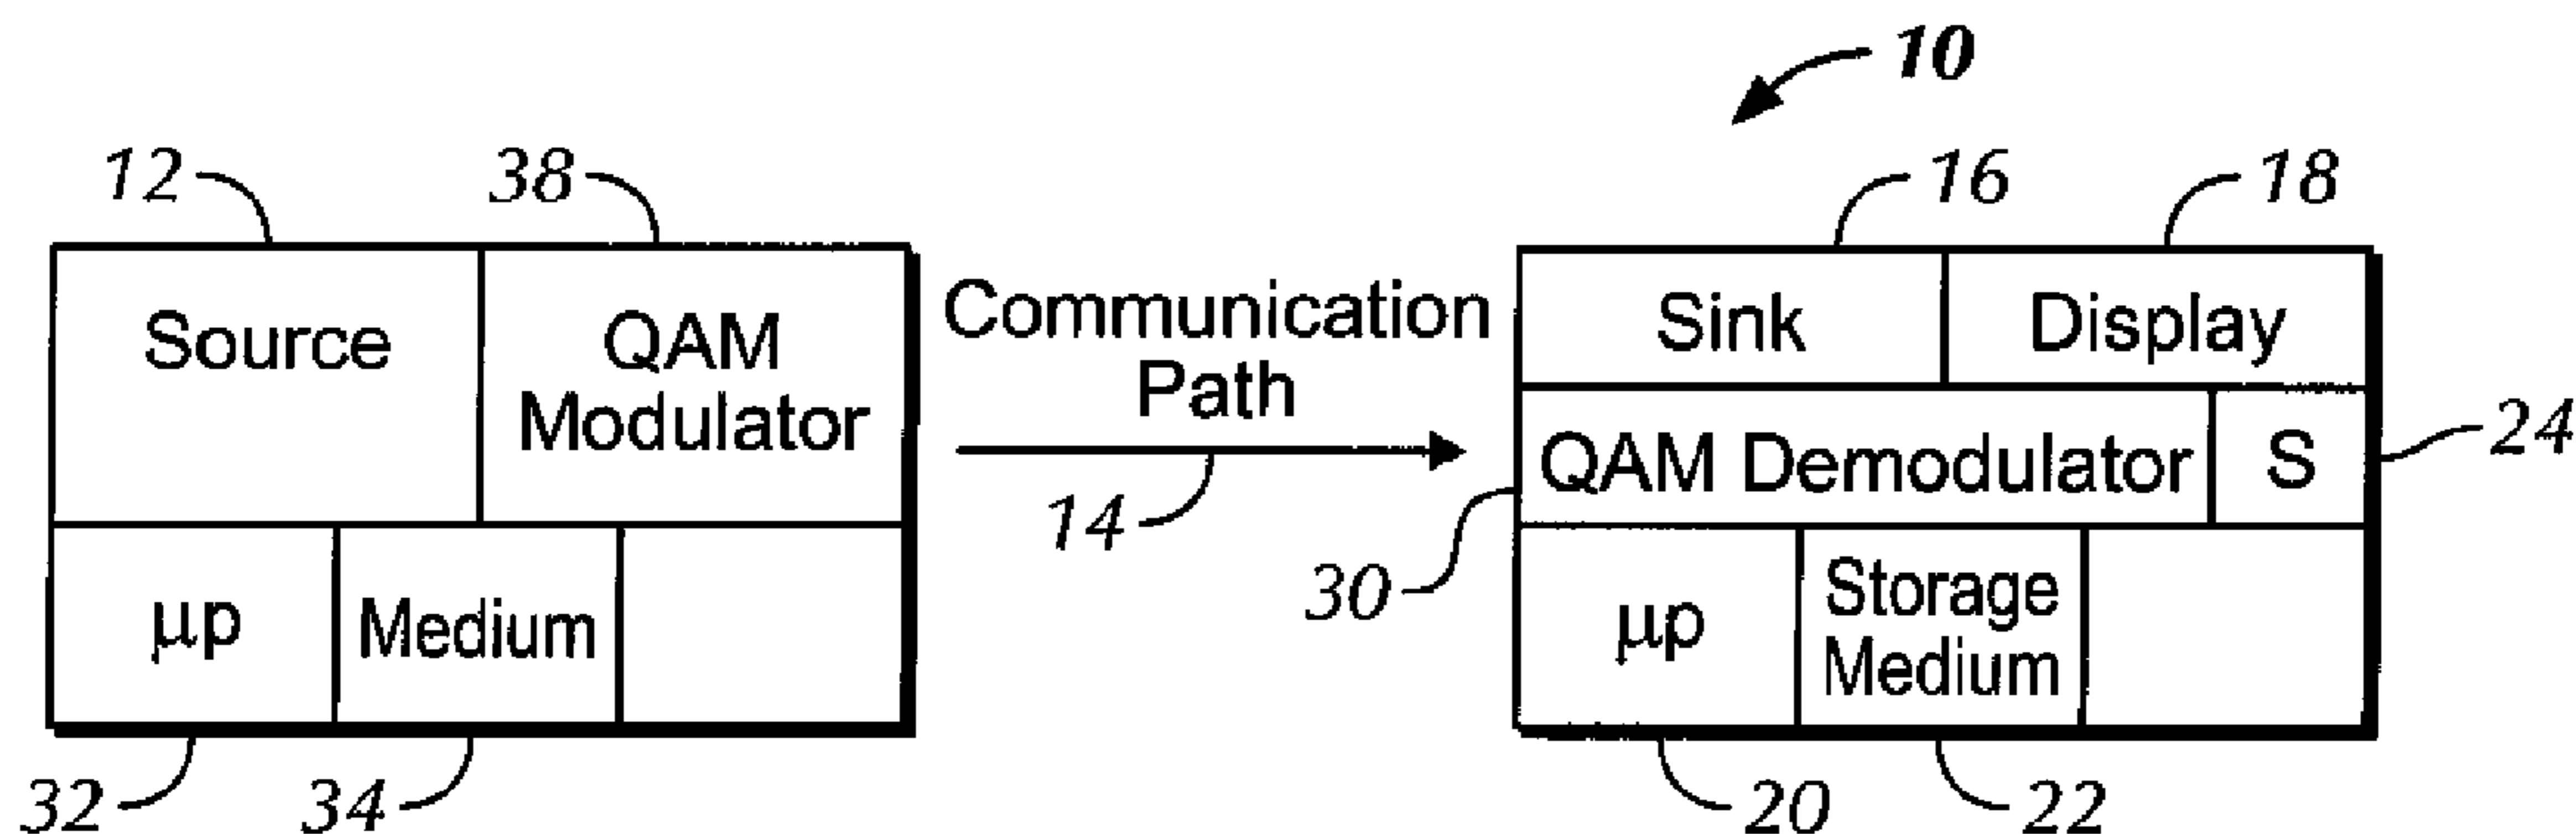 10
12
38
16
18
Source
QAM
Modulator
Communication
Path
14
Sink
Display
QAM Demodulator
S
24
30
μp
Medium
μp
Storage
Medium
32
34
20
22